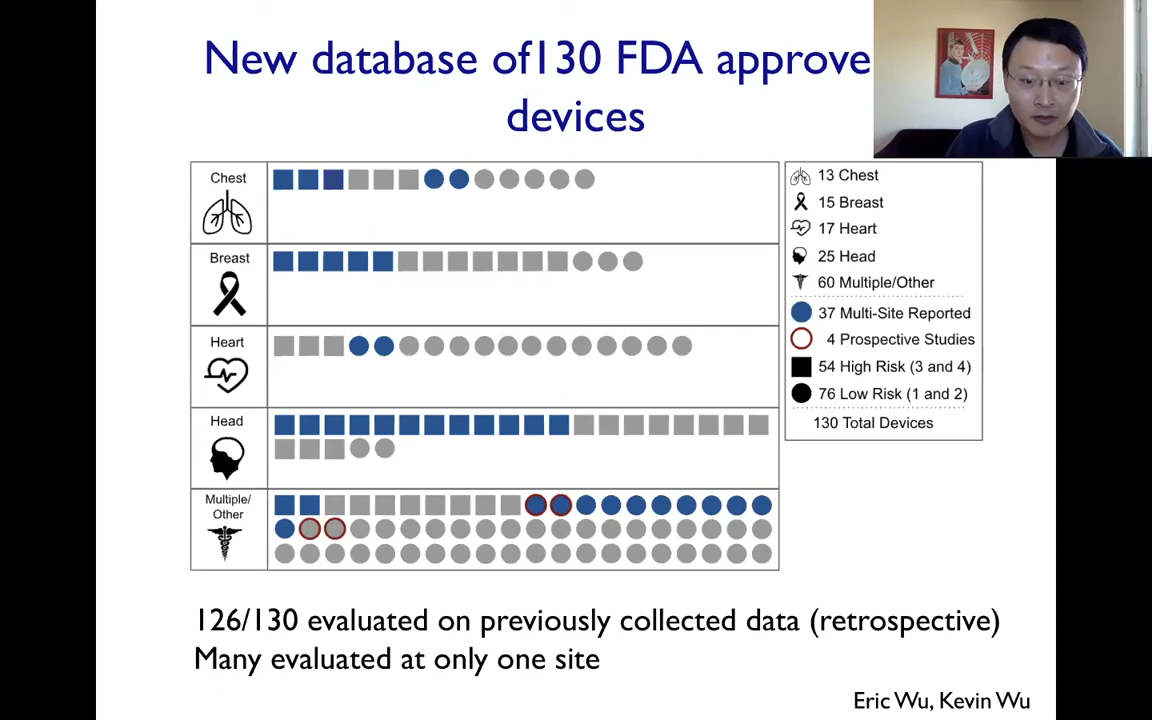 New database of130 FDA approve
devices
Chest
Breast
Heart
Head
Multiple/
Other
13 Chest
15 Breast
17 Heart
25 Head
60 Multiple/Other
37 Multi-Site Reported
4 Prospective Studies
54 High Risk (3 and 4)
76 Low Risk (1 and 2)
130 Total Devices
126/130 evaluated on previously collected data (retrospective)
Many evaluated at only one site
Eric Wu, Kevin Wu